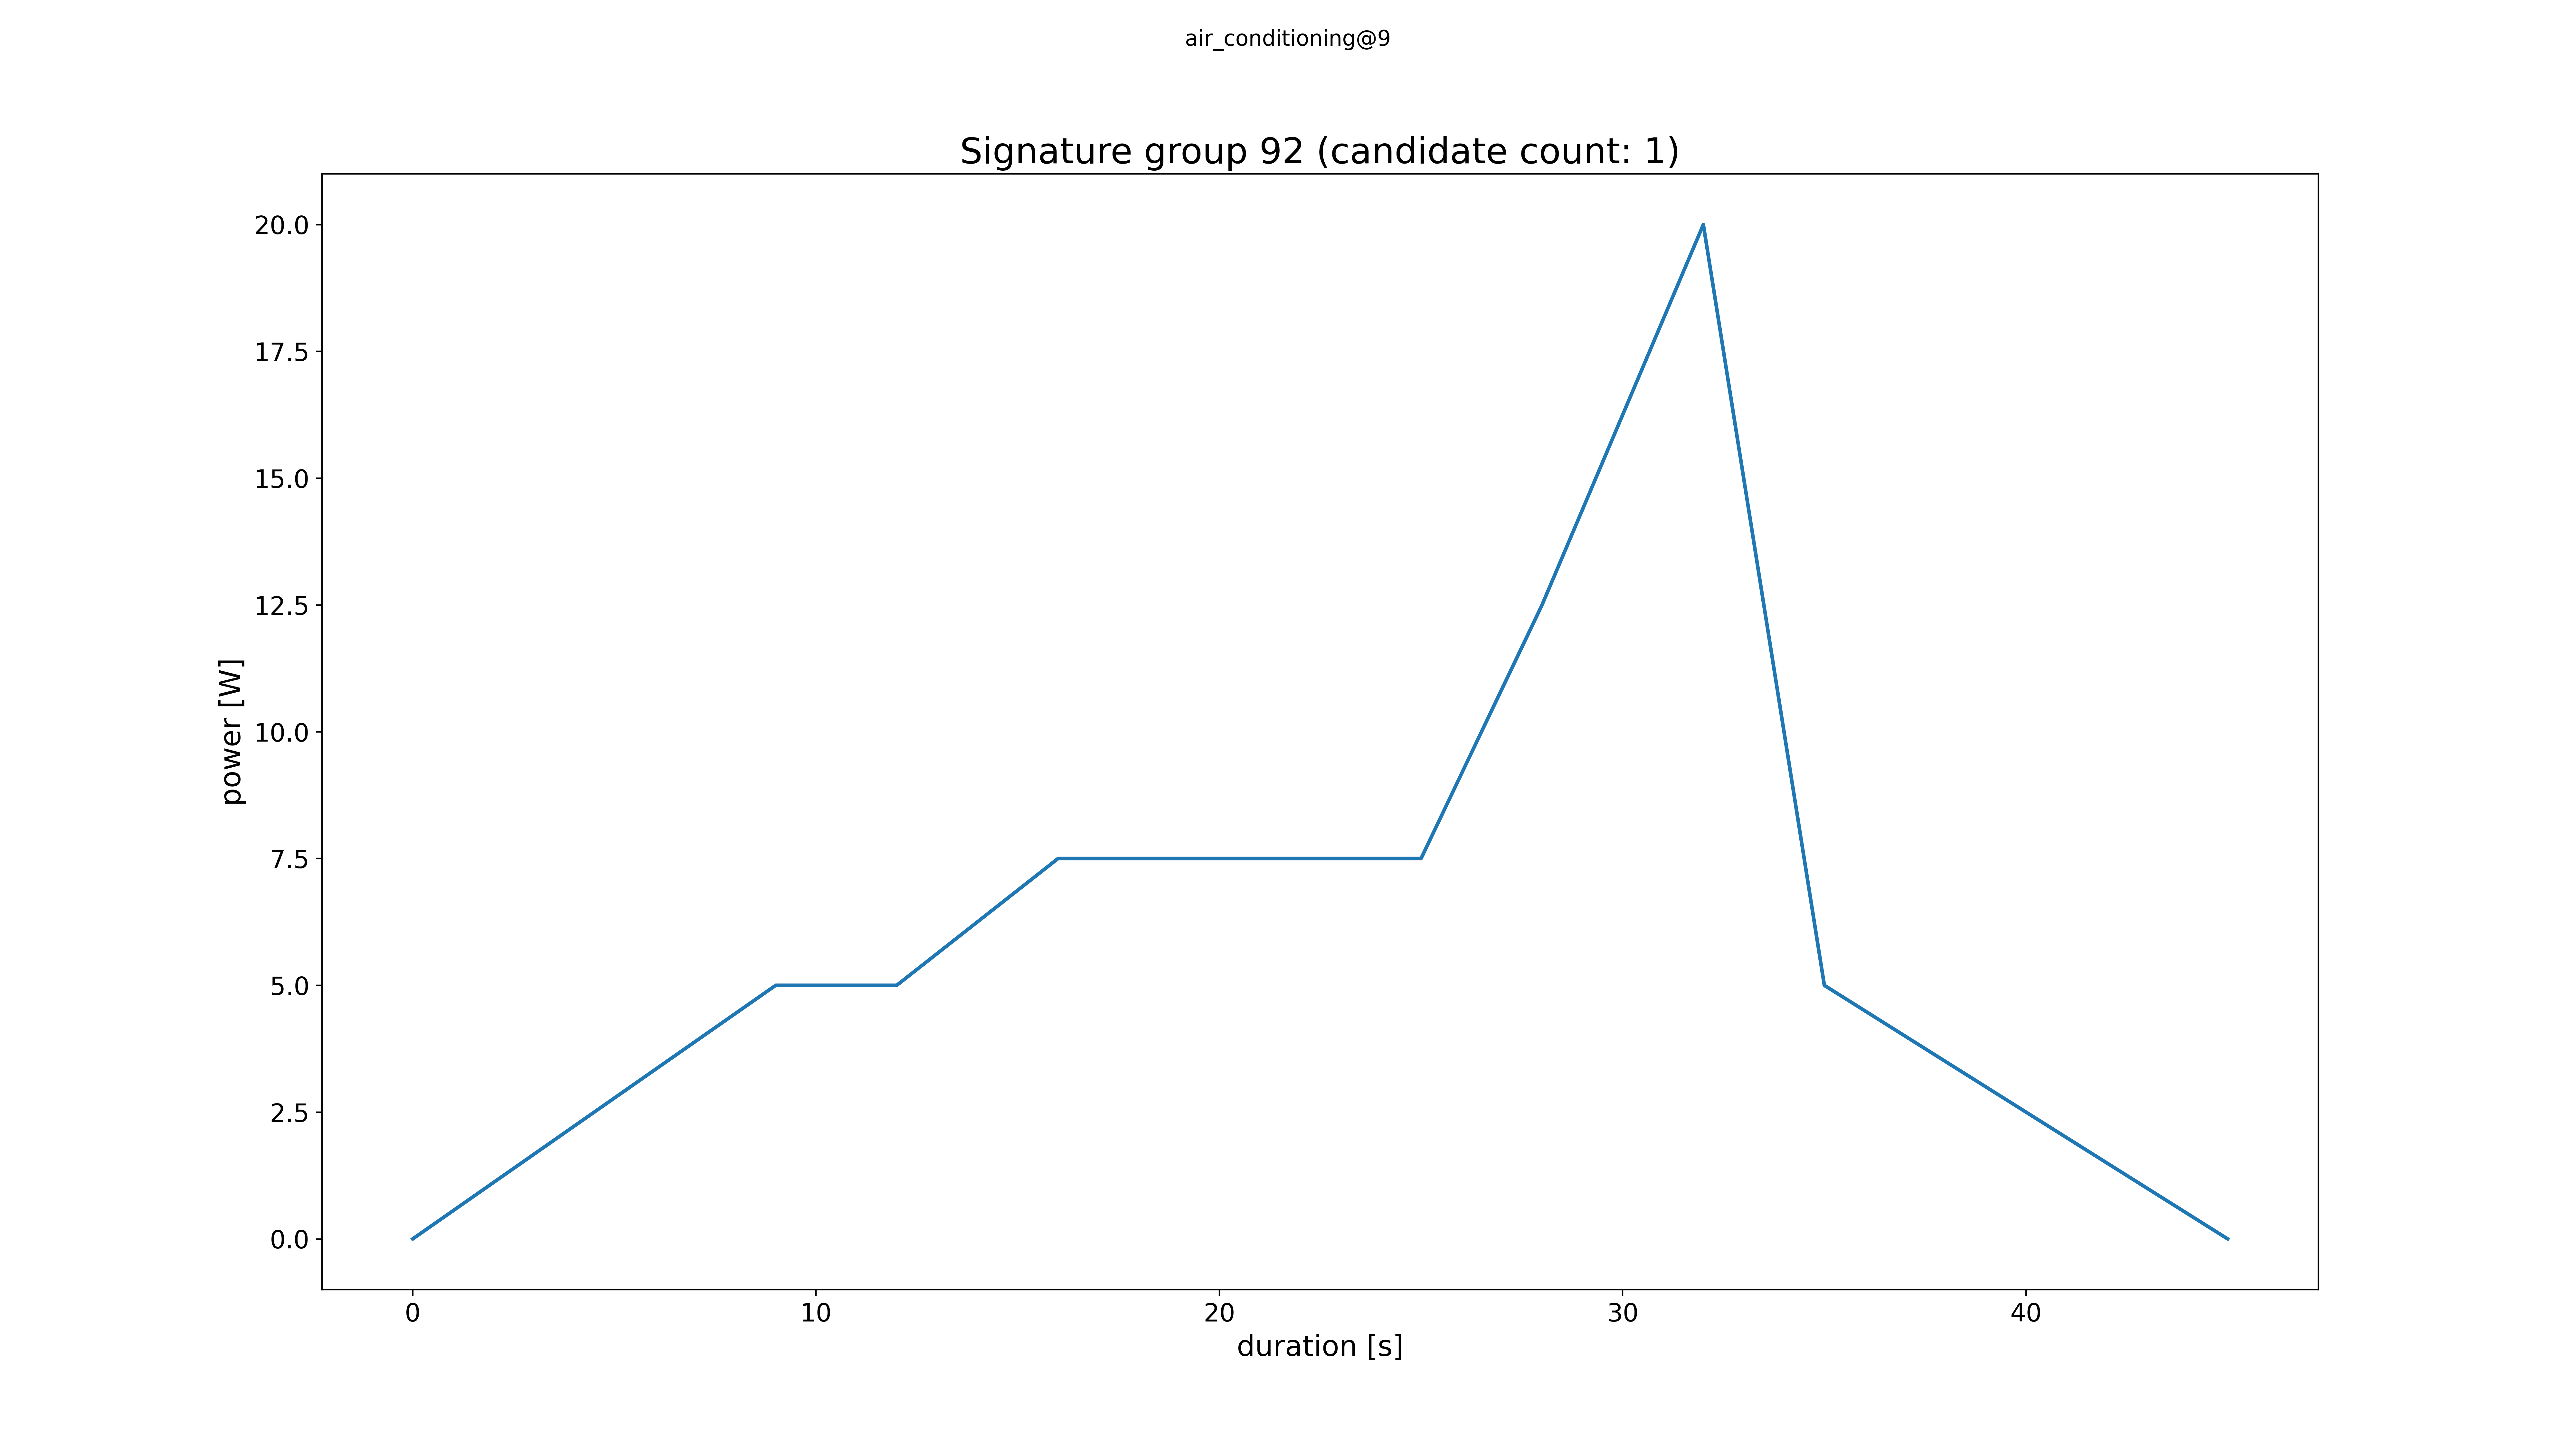 air_conditioning@9
Signature group 92 (candidate count: 1)
20.0
17.5
15.0
12.5
10.0
7.5
5.0
2.5
0.0
power [W]
0 10 20 30 40
duration [s]